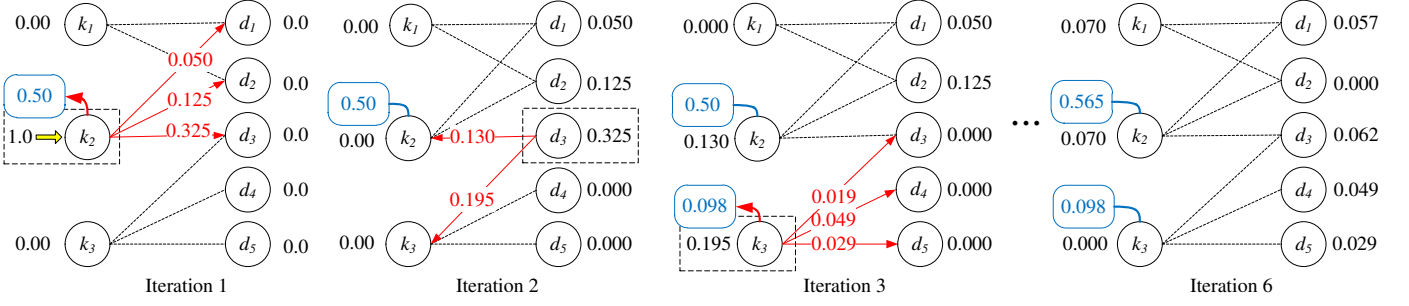 0.00 k1 d1 0.0
0.050
d2 0.0
0.50 0.125
1.0 k2 0.325 d3 0.0
d4 0.0
0.00 k3 d5 0.0
Iteration 1
0.00 k1 d1 0.050
d2 0.125
0.50
0.00 k2 0.130 d3 0.325
0.195 d4 0.000
0.00 k3 d5 0.000
Iteration 2
0.000 k1 d1 0.050
d2 0.125
0.50
0.130 k2 d3 0.000
0.098 0.019 d4 0.000
0.049
0.195 k3 0.029 d5 0.000
Iteration 3
...
0.070 k1 d1 0.057
d2 0.000
0.565
0.070 k2 d3 0.062
0.098 d4 0.049
0.000 k3 d5 0.029
Iteration 6